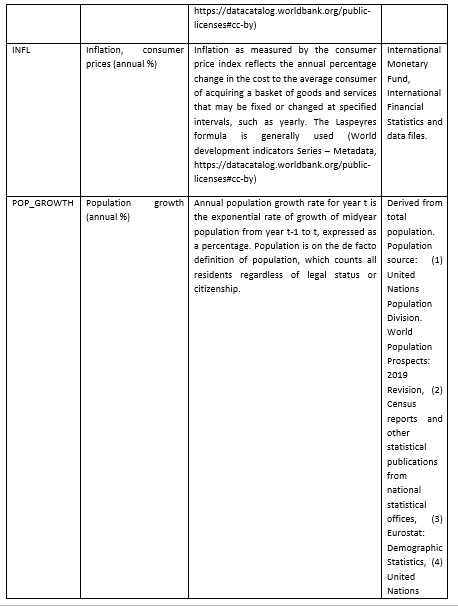 https://datacatalog.worldbank.org/public-
licenses#cc-by)
INFL
Inflation, consumer
prices (annual %)
Inflation as measured by the consumer
price index reflects the annual percentage
change in the cost to the average consumer
of acquiring a basket of goods and services
that may be fixed or changed at specified
intervals, such as yearly. The Laspeyres
formula is generally used (World
development indicators Series – Metadata,
https://datacatalog.worldbank.org/public-
licenses#cc-by)
International
Monetary
Fund,
International
Financial
Statistics and
data files.
POP_GROWTH
Population growth
(annual %)
Annual population growth rate for year t is
the exponential rate of growth of midyear
population from year t-1 to t, expressed as
a percentage. Population is on the de facto
definition of population, which counts all
residents regardless of legal status or
citizenship.
Derived from
total
population.
Population
source: (1)
United
Nations
Population
Division.
World
Population
Prospects:
2019
Revision, (2)
Census
reports and
other
statistical
publications
from
national
statistical
offices, (3)
Eurostat:
Demographic
Statistics, (4)
United
Nations